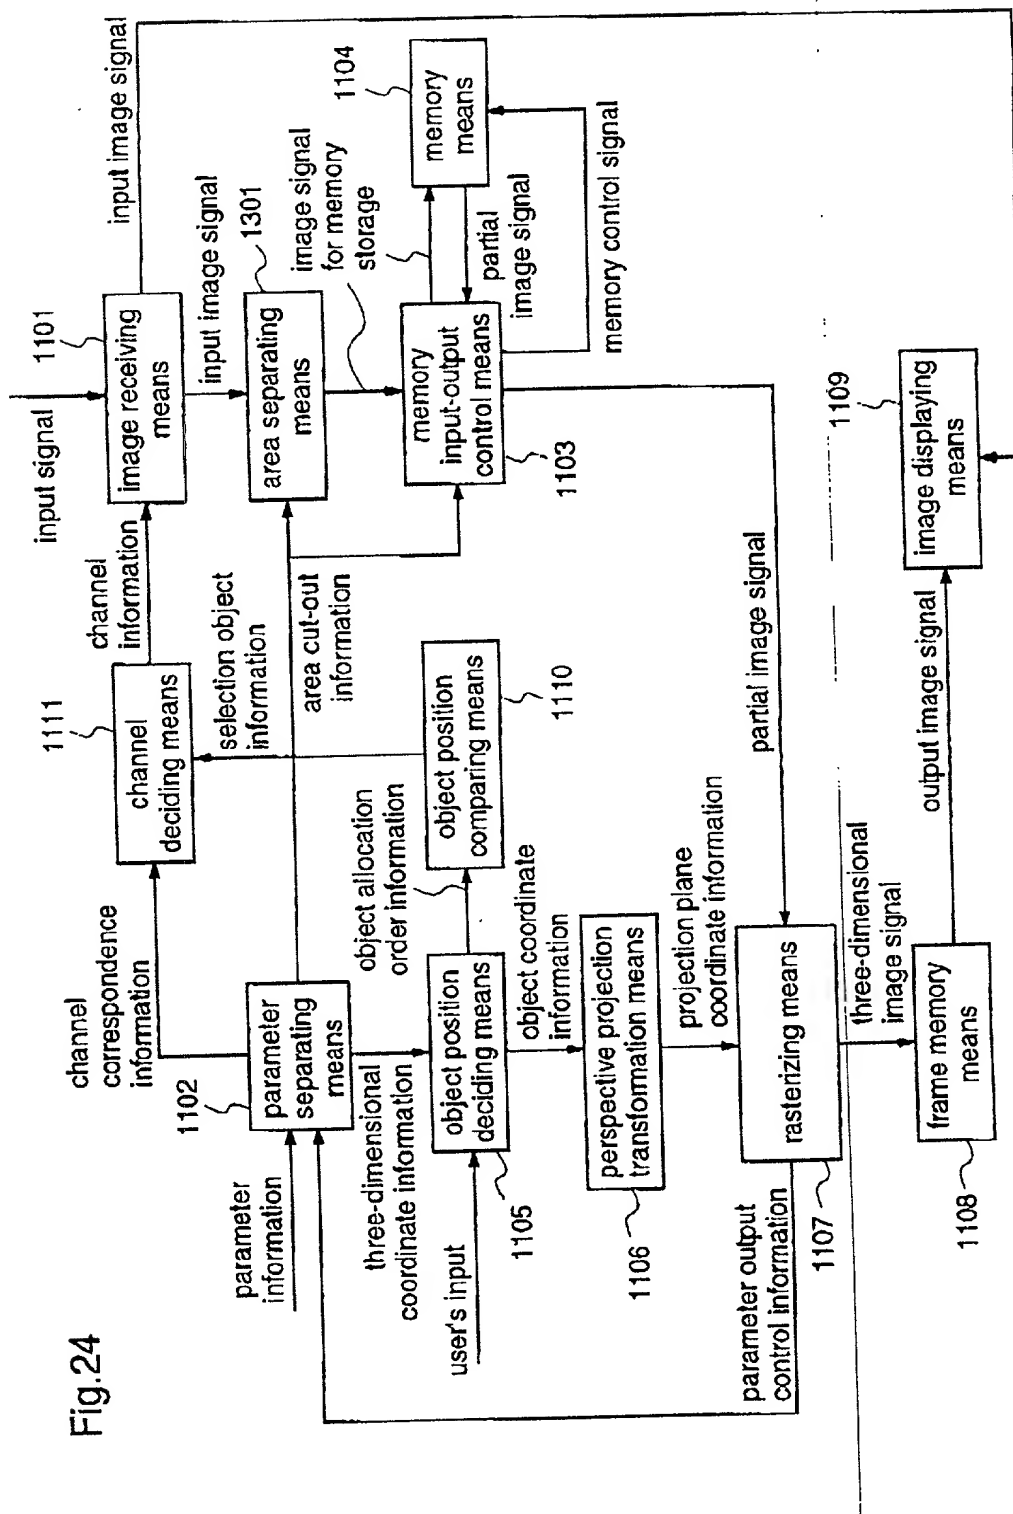 Fig.24
input signal
input image signal
1101
image receiving
means
input image signal
1301
area separating
means
image signal
for memory
storage
1104
memory
means
memory
input-output
control means
1103
partial
image signal
memory control signal
channel
information
1111
channel
deciding means
selection object
information
area cut-out
information
channel
correspondence
information
1102
parameter
separating
means
parameter
information
three-dimensional
coordinate information
object allocation
order information
object position
comparing means
1110
object position
deciding means
1105
user's input
object coordinate
information
perspective projection
transformation means
1106
projection plane
coordinate information
partial image signal
rasterizing means
1107
parameter output
control information
three-dimensional
image signal
frame memory
means
1108
output image signal
image displaying
means
1109